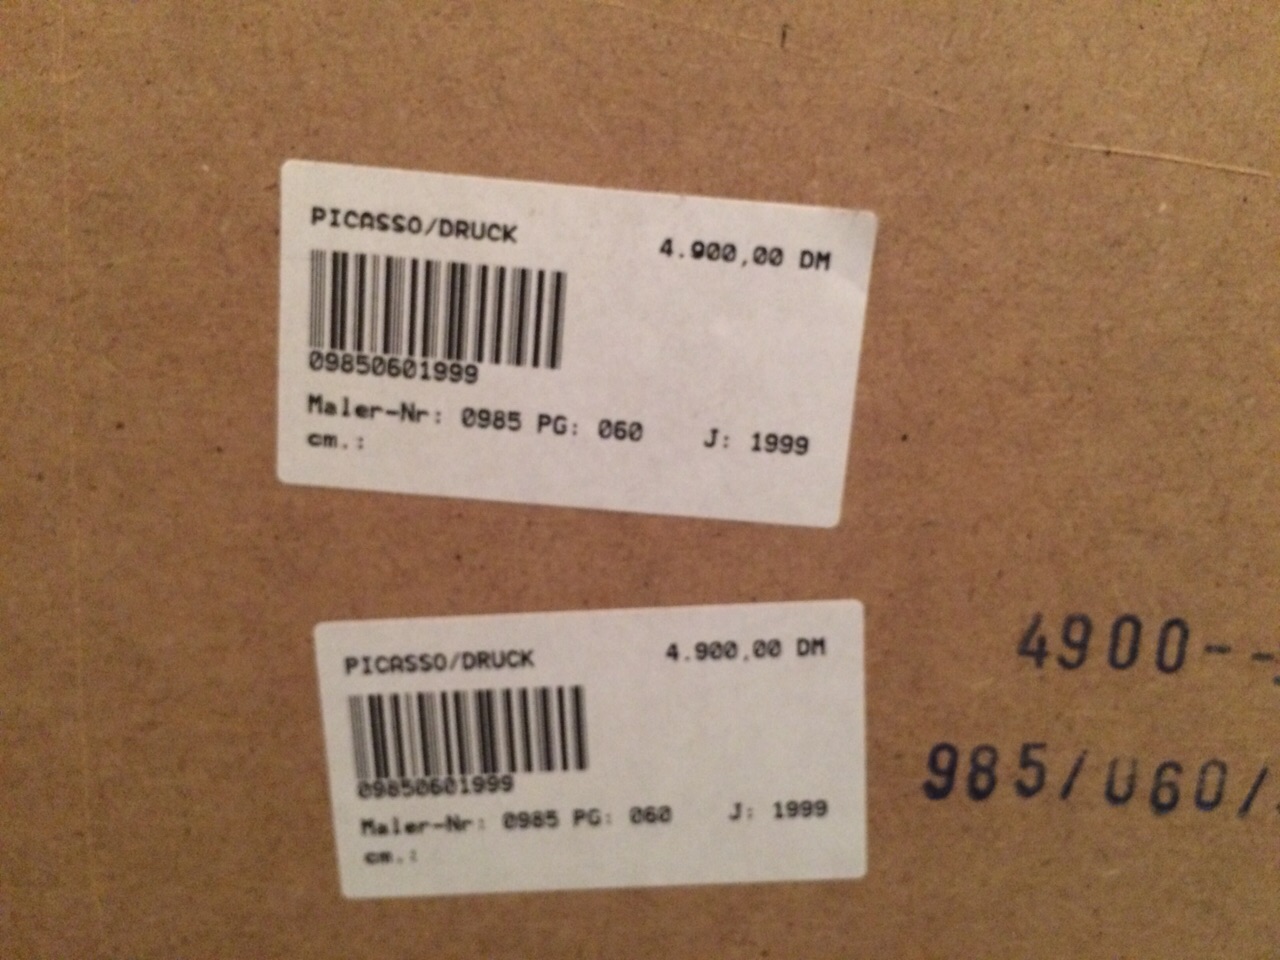 PICASSO/DRUCK 4.900,00 DM
09850601999
Maler-Nr: 0985 PG: 060 J: 1999
cm.:
PICASSO/DRUCK 4.900,00 DM
09850601999
Maler-Nr: 0985 PG: 060 J: 1999
cm.:
4900--
985/060/